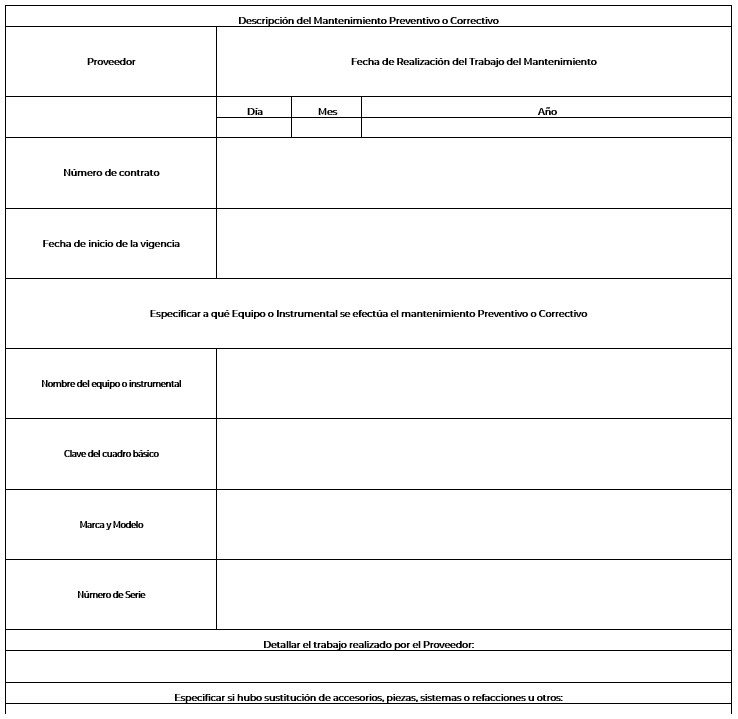 Descripción del Mantenimiento Preventivo o Correctivo
Proveedor
Fecha de Realización del Trabajo del Mantenimiento
Día
Mes
Año
Número de contrato
Fecha de inicio de la vigencia
Especificar a qué Equipo o Instrumental se efectúa el mantenimiento Preventivo o Correctivo
Nombre del equipo o instrumental
Clave del cuadro básico
Marca y Modelo
Número de Serie
Detallar el trabajo realizado por el Proveedor:
Especificar si hubo sustitución de accesorios, piezas, sistemas o refacciones u otros: